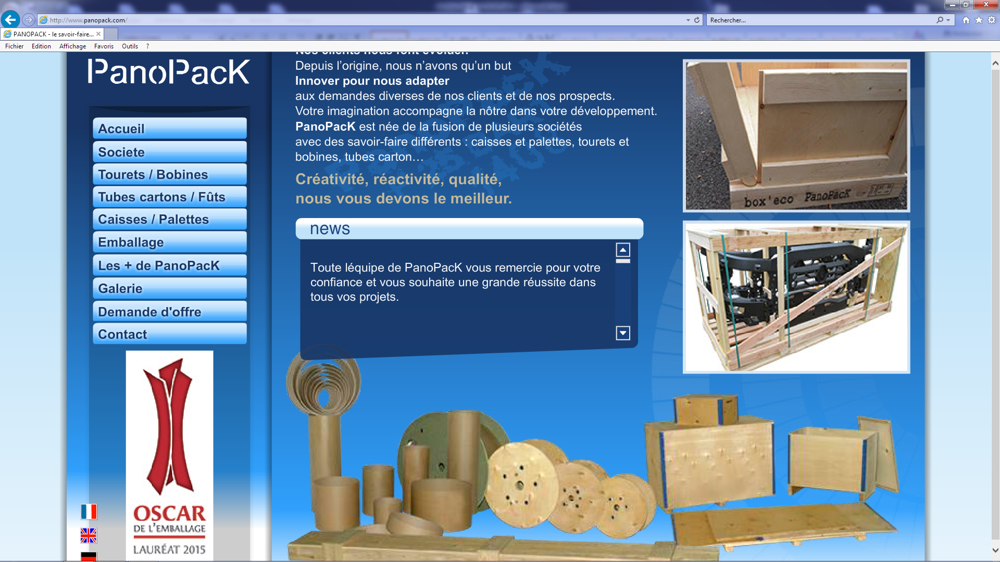 http://www.panopack.com/
Rechercher...
PANOPACK - le savoir-faire...
Fichier Edition Affichage Favoris Outils ?
PanoPacK
Accueil
Societe
Tourets / Bobines
Tubes cartons / Fûts
Caisses / Palettes
Emballage
Les + de PanoPacK
Galerie
Demande d'offre
Contact
OSCAR
DE L'EMBALLAGE
LAURÉAT 2015
Nos clients nous font évoluer.
Depuis l’origine, nous n’avons qu’un but
Innover pour nous adapter
aux demandes diverses de nos clients et de nos prospects.
Votre imagination accompagne la nôtre dans votre développement.
PanoPacK est née de la fusion de plusieurs sociétés
avec des savoir-faire différents : caisses et palettes, tourets et
bobines, tubes carton…
Créativité, réactivité, qualité,
nous vous devons le meilleur.
news
Toute léquipe de PanoPacK vous remercie pour votre
confiance et vous souhaite une grande réussite dans
tous vos projets.
box'eco PanoPacK